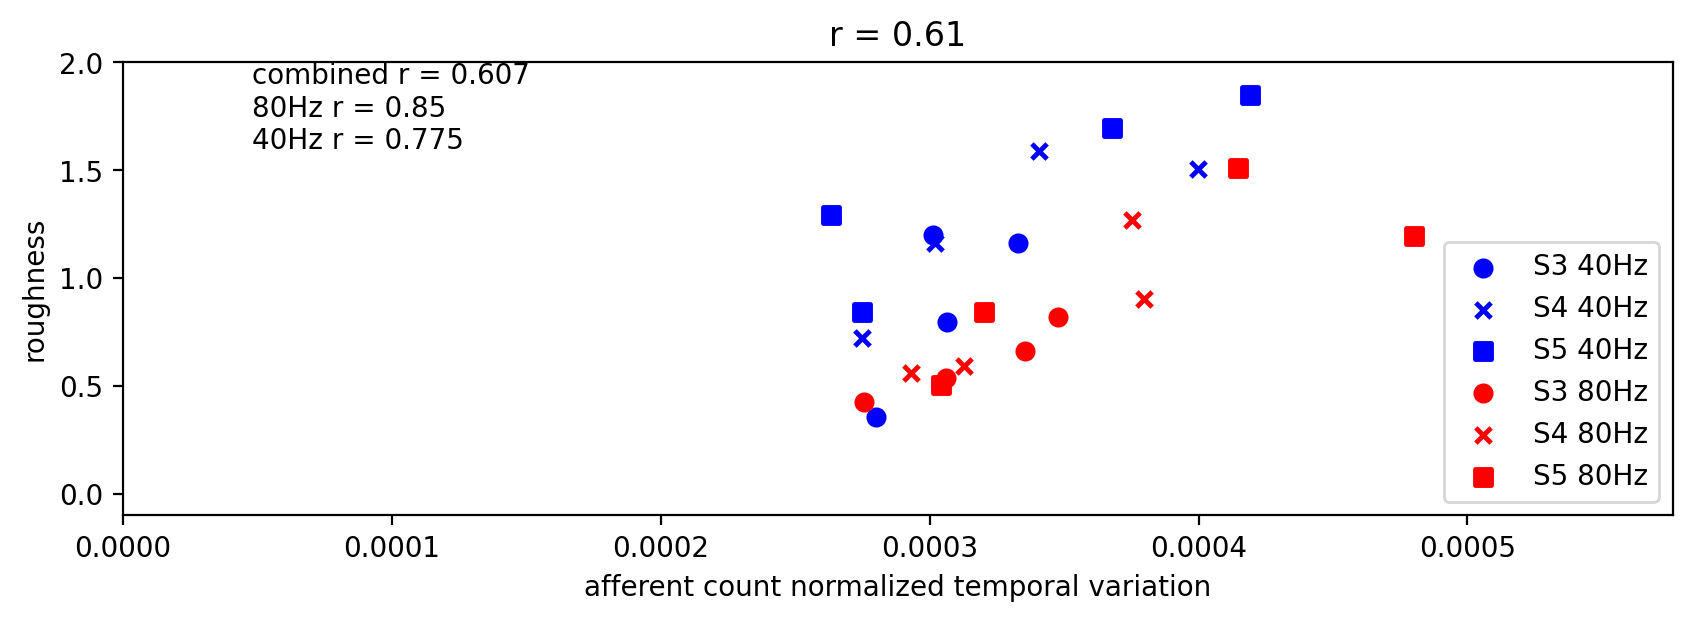 r = 0.61
combined r = 0.607
80Hz r = 0.85
40Hz r = 0.775
2.0
1.5
1.0
0.5
0.0
roughness
S3 40Hz
S4 40Hz
S5 40Hz
S3 80Hz
S4 80Hz
S5 80Hz
0.0000 0.0001 0.0002 0.0003 0.0004 0.0005
afferent count normalized temporal variation